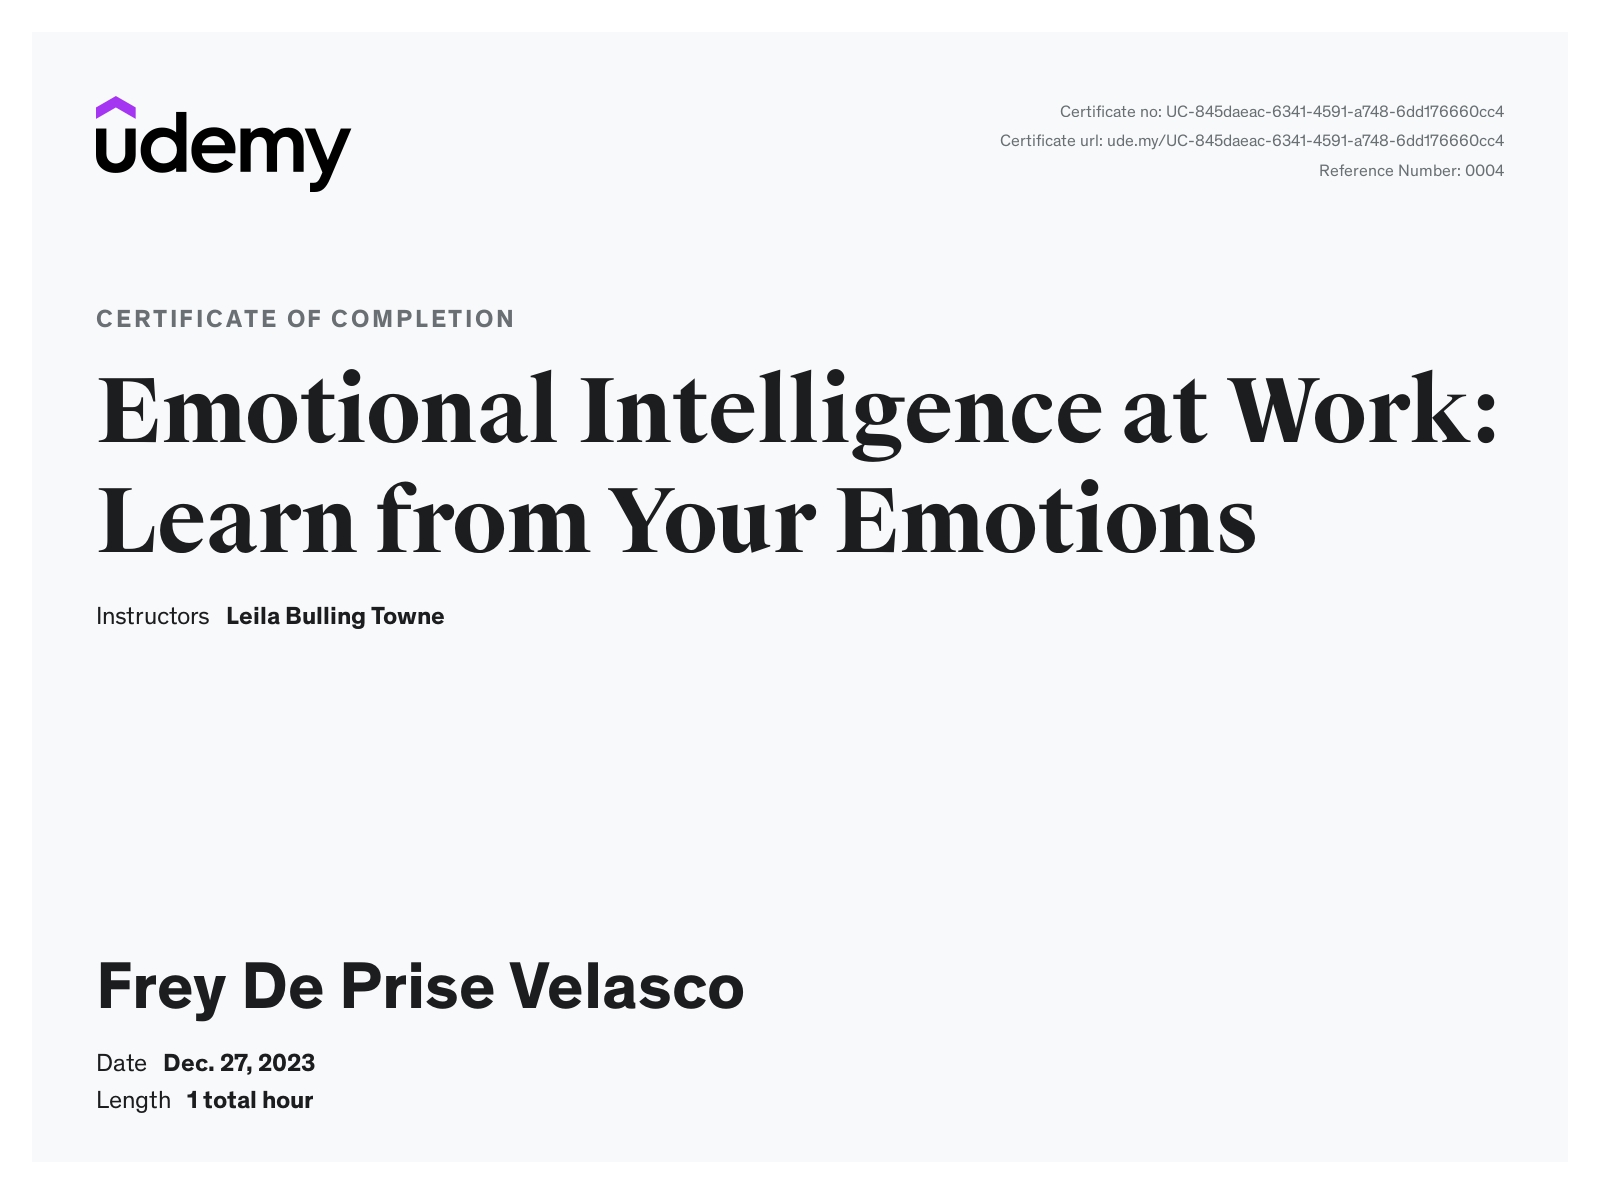 udemy
Certificate no: UC-845daeac-6341-4591-a748-6dd176660cc4
Certificate url: ude.my/UC-845daeac-6341-4591-a748-6dd176660cc4
Reference Number: 0004
CERTIFICATE OF COMPLETION
Emotional Intelligence at Work:
Learn from Your Emotions
Instructors Leila Bulling Towne
Frey De Prise Velasco
Date Dec. 27, 2023
Length 1 total hour